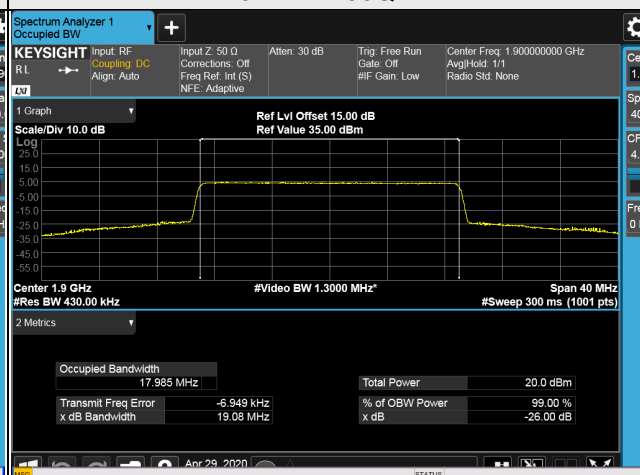 Spectrum Analyzer 1
Occupied BW
KEYSIGHT
R L
LXI
Input: RF
Coupling: DC
Align: Auto
Input Z: 50 Ω
Corrections: Off
Freq Ref: Int (S)
NFE: Adaptive
Atten: 30 dB
Trig: Free Run
Gate: Off
#IF Gain: Low
Center Freq: 1.900000000 GHz
Avg|Hold: 1/1
Radio Std: None
1 Graph
Scale/Div 10.0 dB
Ref Lvl Offset 15.00 dB
Ref Value 35.00 dBm
Log
25.0
15.0
5.00
-5.00
-15.0
-25.0
-35.0
-45.0
-55.0
Center 1.9 GHz
#Video BW 1.3000 MHz*
Span 40 MHz
#Res BW 430.00 kHz
#Sweep 300 ms (1001 pts)
2 Metrics
Occupied Bandwidth
17.985 MHz
Total Power 20.0 dBm
Transmit Freq Error -6.949 kHz
% of OBW Power 99.00 %
x dB Bandwidth 19.08 MHz
x dB -26.00 dB
Apr 29, 2020
MSG
STATUS